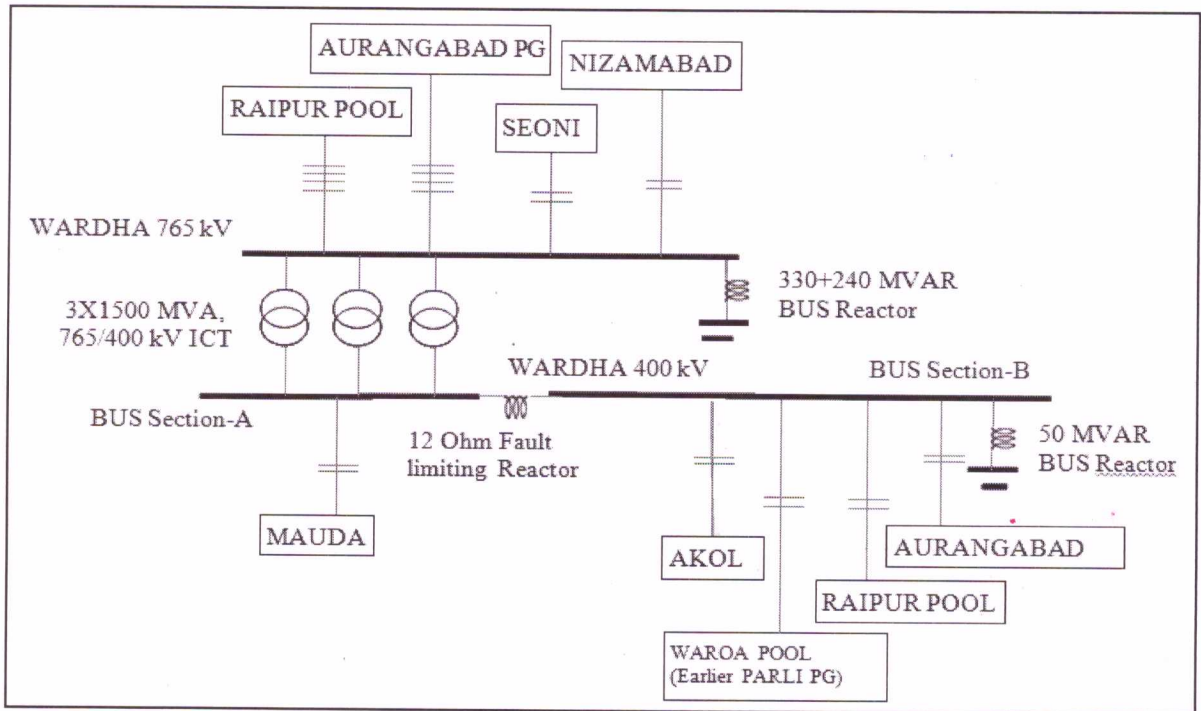 AURANGABAD PG
NIZAMABAD
RAIPUR POOL
SEONI
WARDHA 765 kV
330+240 MVAR
BUS Reactor
3X1500 MVA,
765/400 kV ICT
WARDHA 400 kV
BUS Section-B
BUS Section-A
12 Ohm Fault
limiting Reactor
50 MVAR
BUS Reactor
MAUDA
AKOL
AURANGABAD
RAIPUR POOL
WAROA POOL
(Earlier PARLI PG)